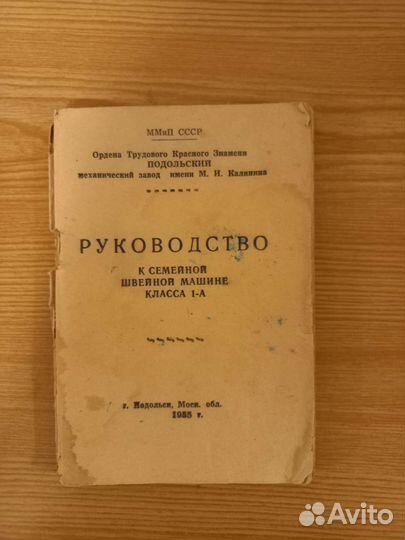 ММиП СССР
Ордена Трудового Красного Знамени
ПОДОЛЬСКИЙ
механический завод имени М. И. Калинина
РУКОВОДСТВО
К СЕМЕЙНОЙ
ШВЕЙНОЙ МАШИНЕ
КЛАССА 1-А
г. Подольск, Моск. обл.
1955 г.
Avito